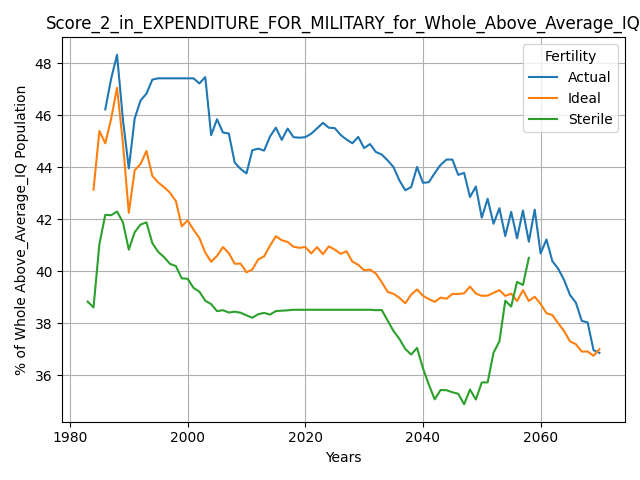 Score_2_in_EXPENDITURE_FOR_MILITARY_for_Whole_Above_Average_IQ
Fertility
Actual
Ideal
Sterile
% of Whole Above_Average_IQ Population
48
46
44
42
40
38
36
1980
2000
2020
2040
2060
Years